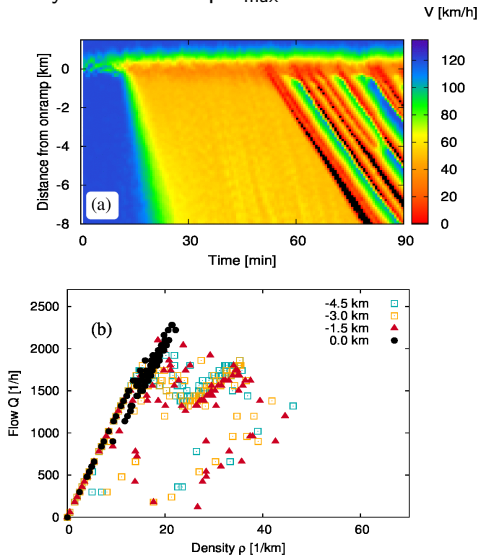 max
V [km/h]
Distance from onramp [km]
0
-2
-4
-6
-8
(a)
0
30
60
90
Time [min]
120
100
80
60
40
20
0
(b)
-4.5 km
-3.0 km
-1.5 km
0.0 km
Flow Q [1/h]
2500
2000
1500
1000
500
0
0
20
40
60
Density ρ [1/km]